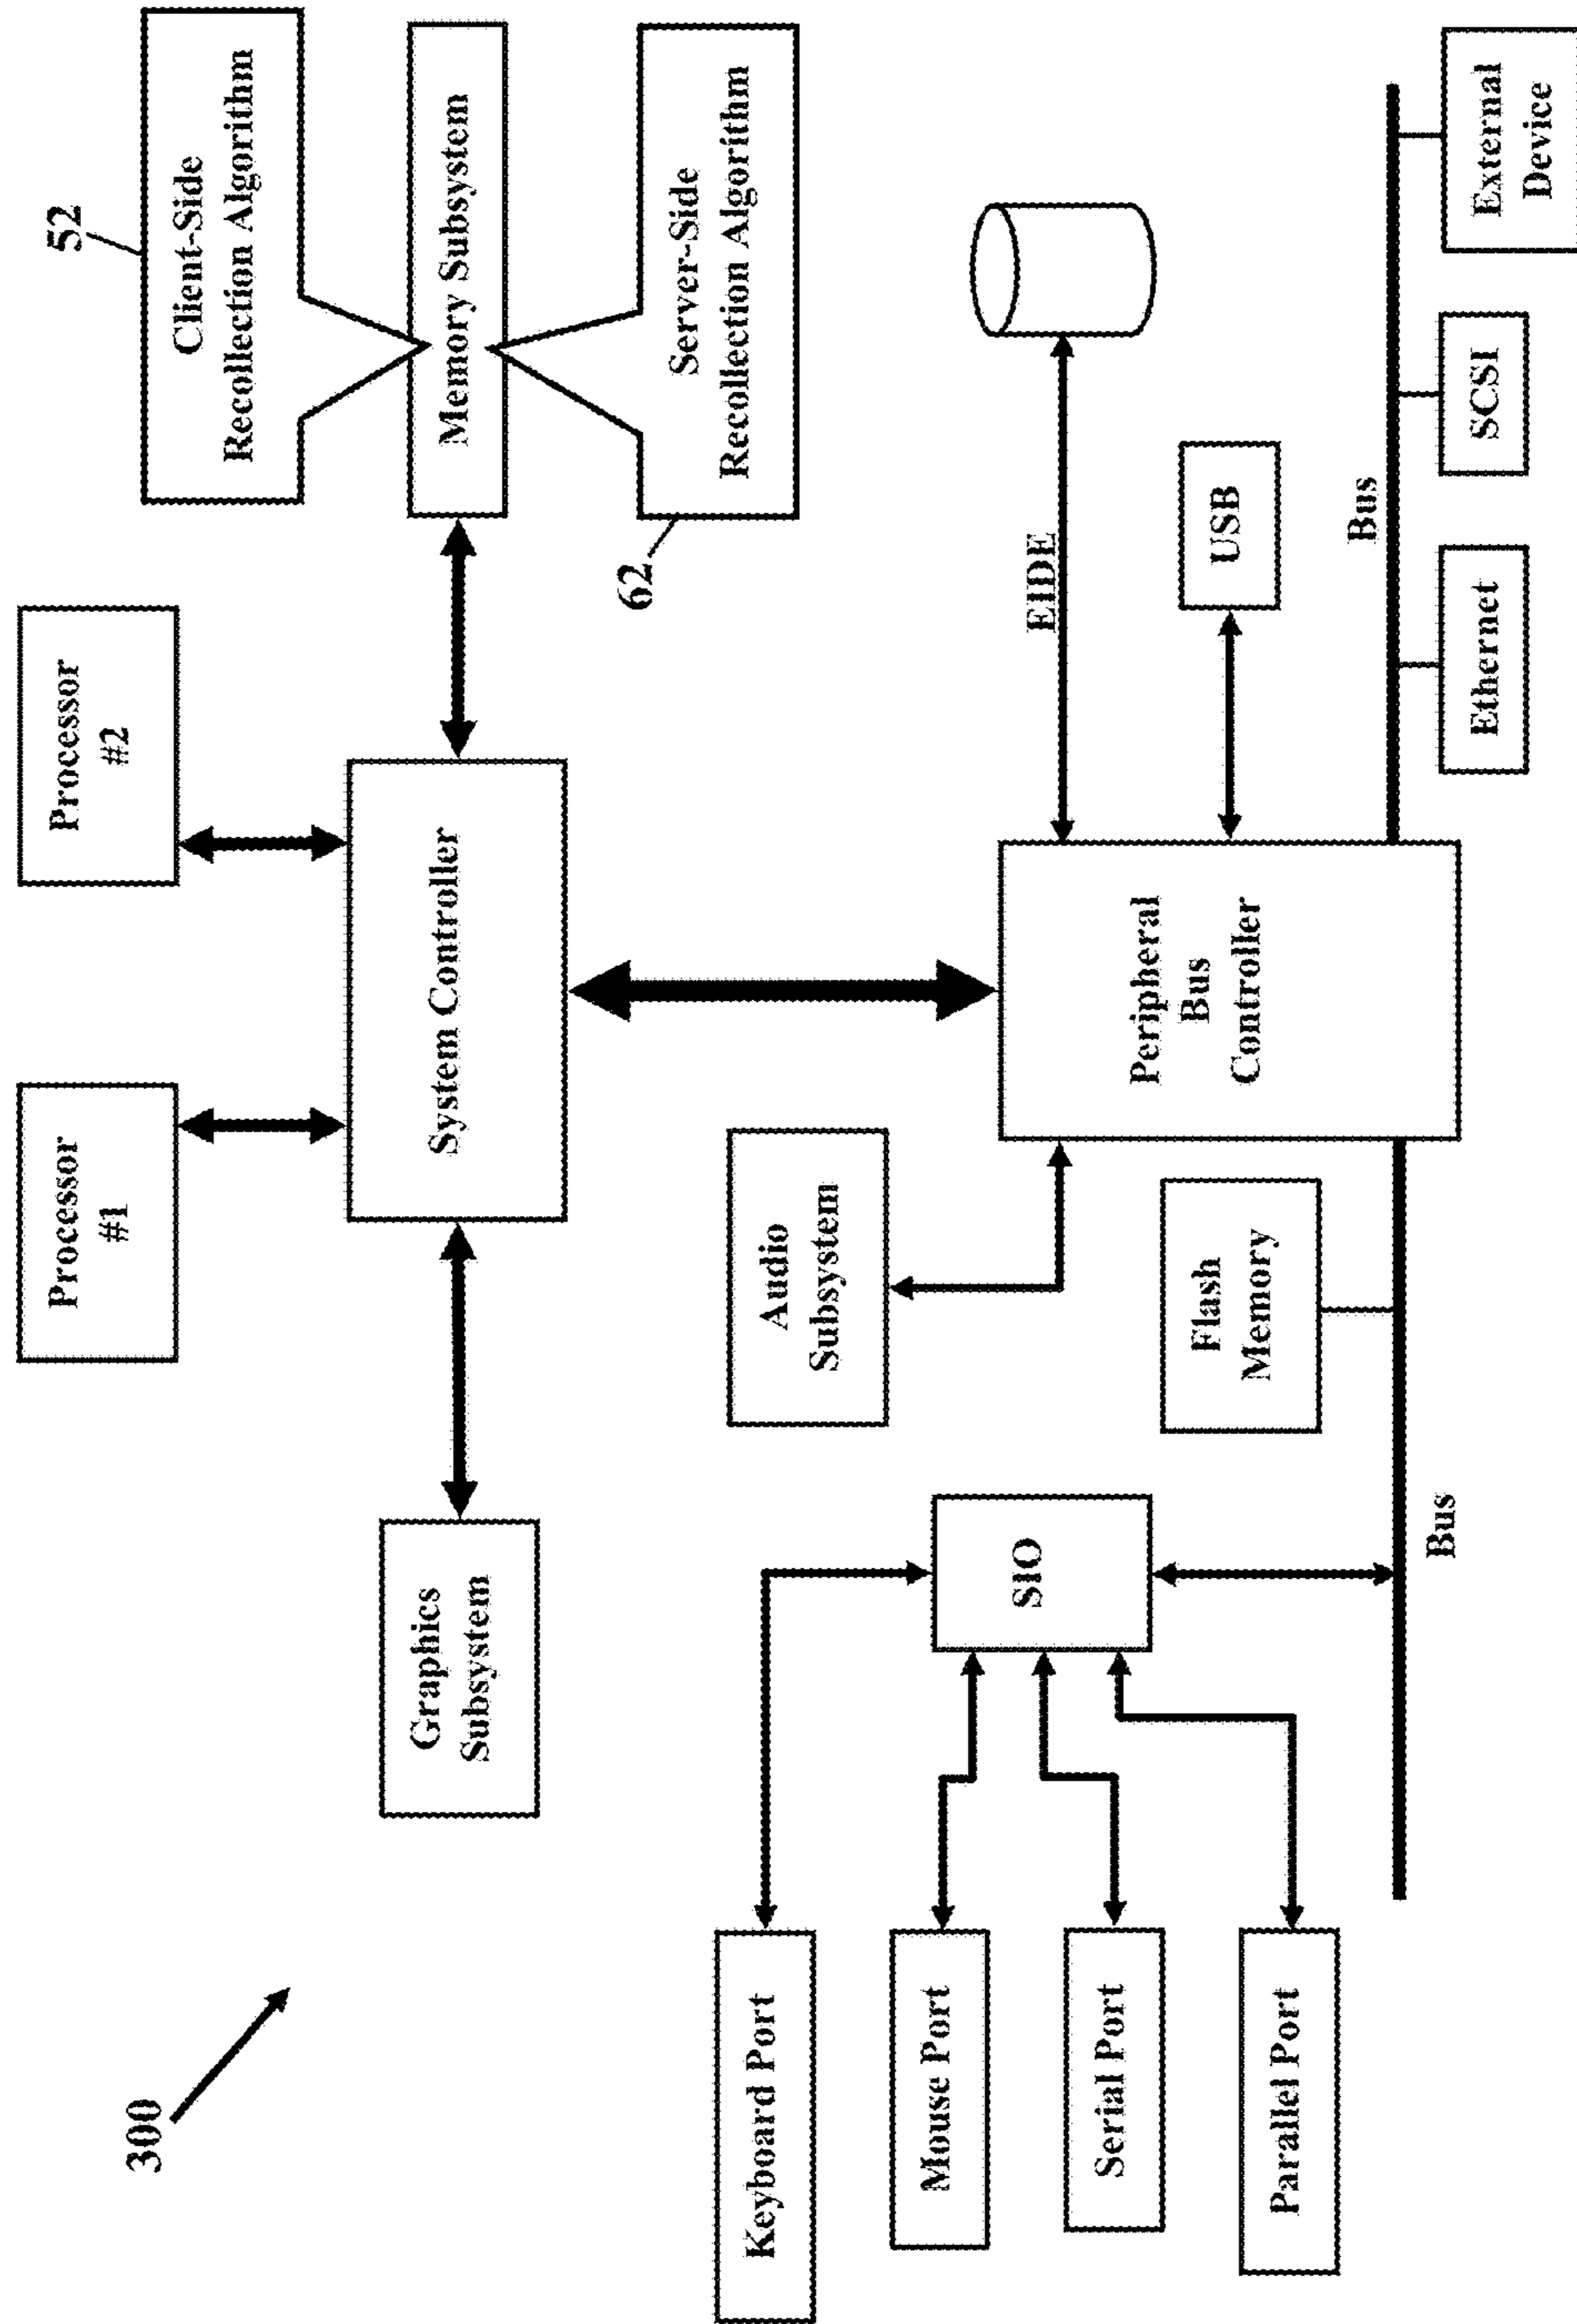 300
Processor
#1
Processor
#2
52
Client-Side
Recollection Algorithm
Graphics
Subsystem
System Controller
Memory Subsystem
62
Server-Side
Recollection Algorithm
Keyboard Port
Mouse Port
Serial Port
Parallel Port
SIO
Audio
Subsystem
Flash
Memory
Bus
Peripheral
Bus
Controller
EIDE
USB
Bus
Ethernet
SCSI
External
Device